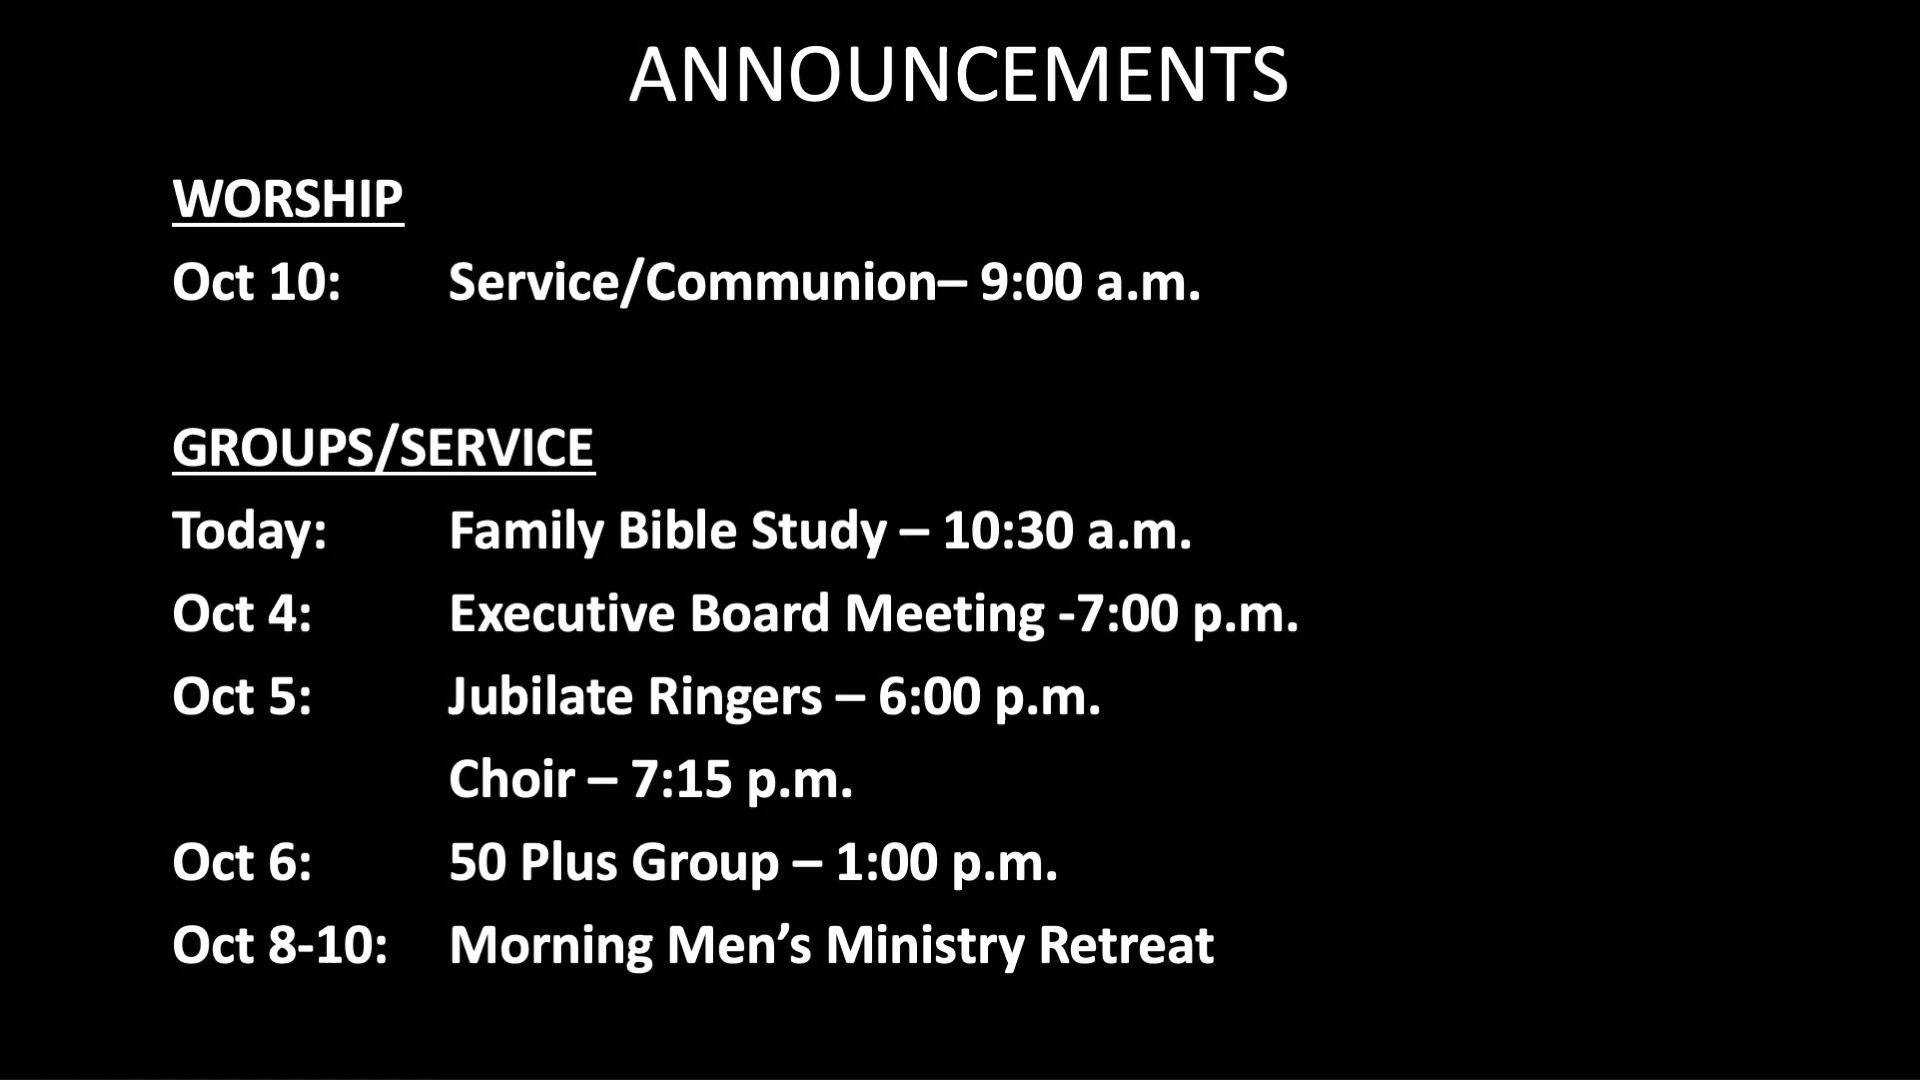 ANNOUNCEMENTS
WORSHIP
Oct 10: Service/Communion– 9:00 a.m.
GROUPS/SERVICE
Today: Family Bible Study – 10:30 a.m.
Oct 4: Executive Board Meeting -7:00 p.m.
Oct 5: Jubilate Ringers – 6:00 p.m.
Choir – 7:15 p.m.
Oct 6: 50 Plus Group – 1:00 p.m.
Oct 8-10: Morning Men’s Ministry Retreat